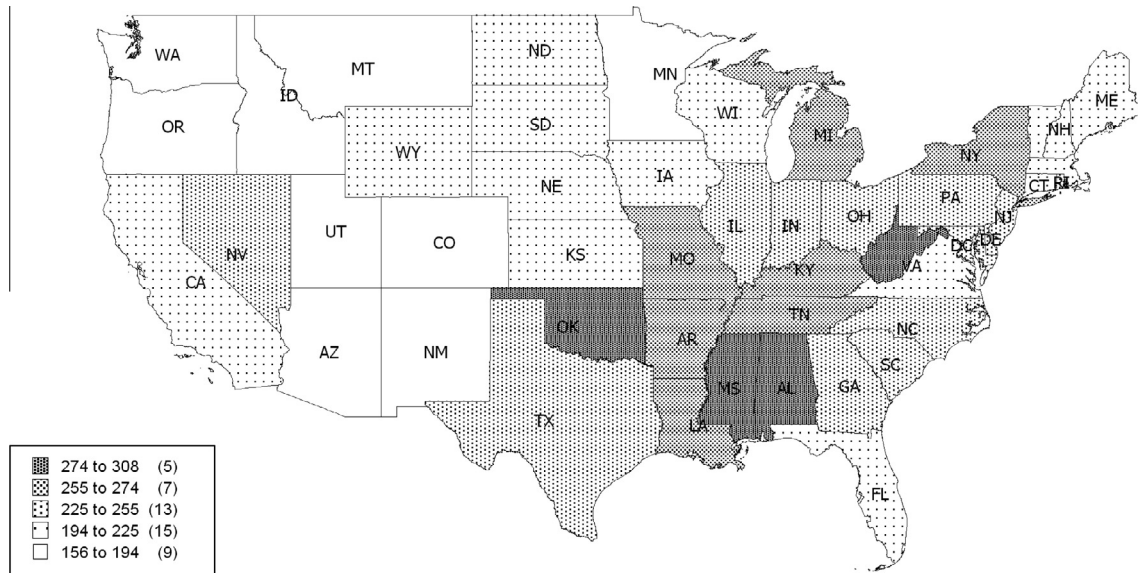 WA
MT
ND
MN
ME
ID
OR
SD
WI
NH
MI
NY
WY
IA
CT
RI
NE
PA
NJ
IL
IN
OH
UT
CO
NV
KS
MO
DC
DE
CA
KY
VA
TN
NC
OK
AR
AZ
NM
SC
MS
AL
GA
TX
LA
FL
274 to 308 (5)
255 to 274 (7)
225 to 255 (13)
194 to 225 (15)
156 to 194 (9)